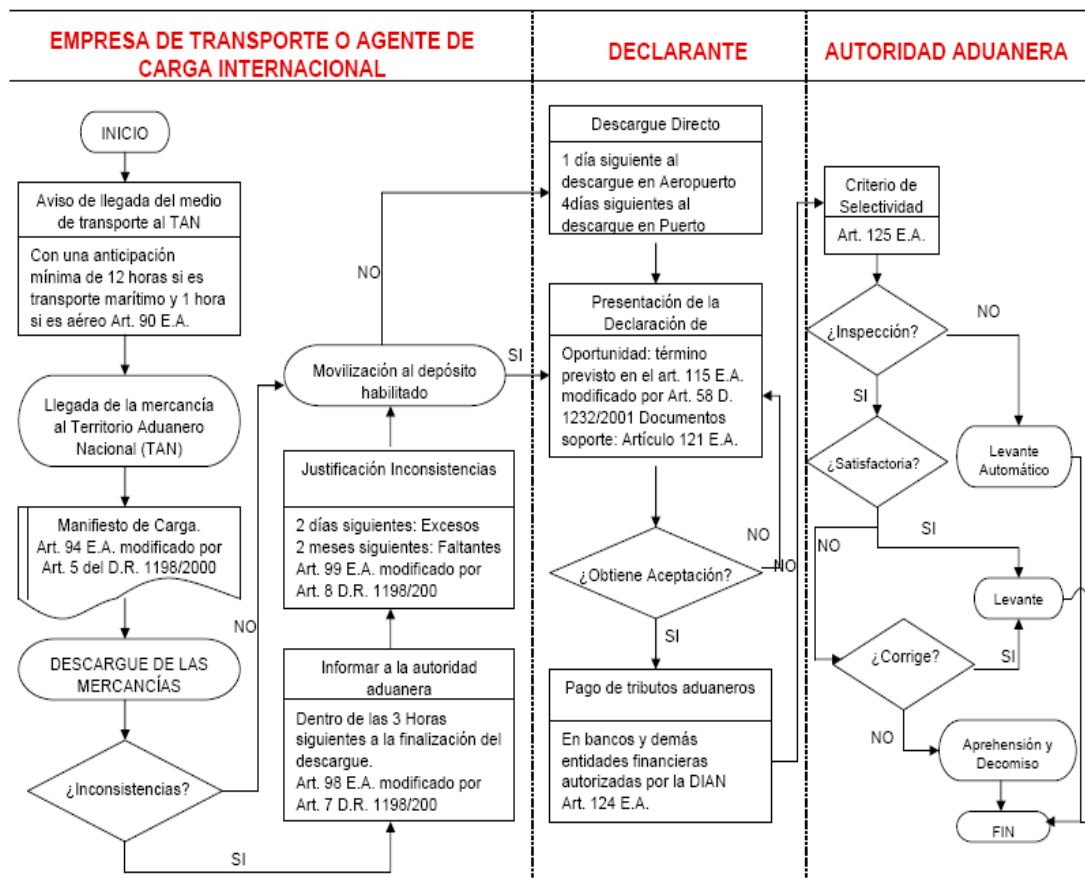 EMPRESA DE TRANSPORTE O AGENTE DE
CARGA INTERNACIONAL
DECLARANTE
AUTORIDAD ADUANERA
INICIO
Aviso de llegada del medio
de transporte al TAN
Con una anticipación
mínima de 12 horas si es
transporte marítimo y 1 hora
si es aéreo Art. 90 E.A.
Llegada de la mercancía
al Territorio Aduanero
Nacional (TAN)
Manifiesto de Carga.
Art. 94 E.A. modificado por
Art. 5 del D.R. 1198/2000
DESCARGUE DE LAS
MERCANCÍAS
¿Inconsistencias?
NO
SI
Informar a la autoridad
aduanera
Dentro de las 3 Horas
siguientes a la finalización del
descargue.
Art. 98 E.A. modificado por
Art. 7 D.R. 1198/200
Justificación Inconsistencias
2 días siguientes: Excesos
2 meses siguientes: Faltantes
Art. 99 E.A. modificado por
Art. 8 D.R. 1198/200
Movilización al depósito
habilitado
NO
SI
Descargue Directo
1 día siguiente al
descargue en Aeropuerto
4días siguientes al
descargue en Puerto
Presentación de la
Declaración de
Oportunidad: término
previsto en el art. 115 E.A.
modificado por Art. 58 D.
1232/2001 Documentos
soporte: Artículo 121 E.A.
¿Obtiene Aceptación?
NO
NO
SI
Pago de tributos aduaneros
En bancos y demás
entidades financieras
autorizadas por la DIAN
Art. 124 E.A.
Criterio de
Selectividad
Art. 125 E.A.
¿Inspección?
NO
SI
Levante
Automático
¿Satisfactoria?
SI
NO
Levante
¿Corrige?
SI
NO
Aprehensión y
Decomiso
FIN